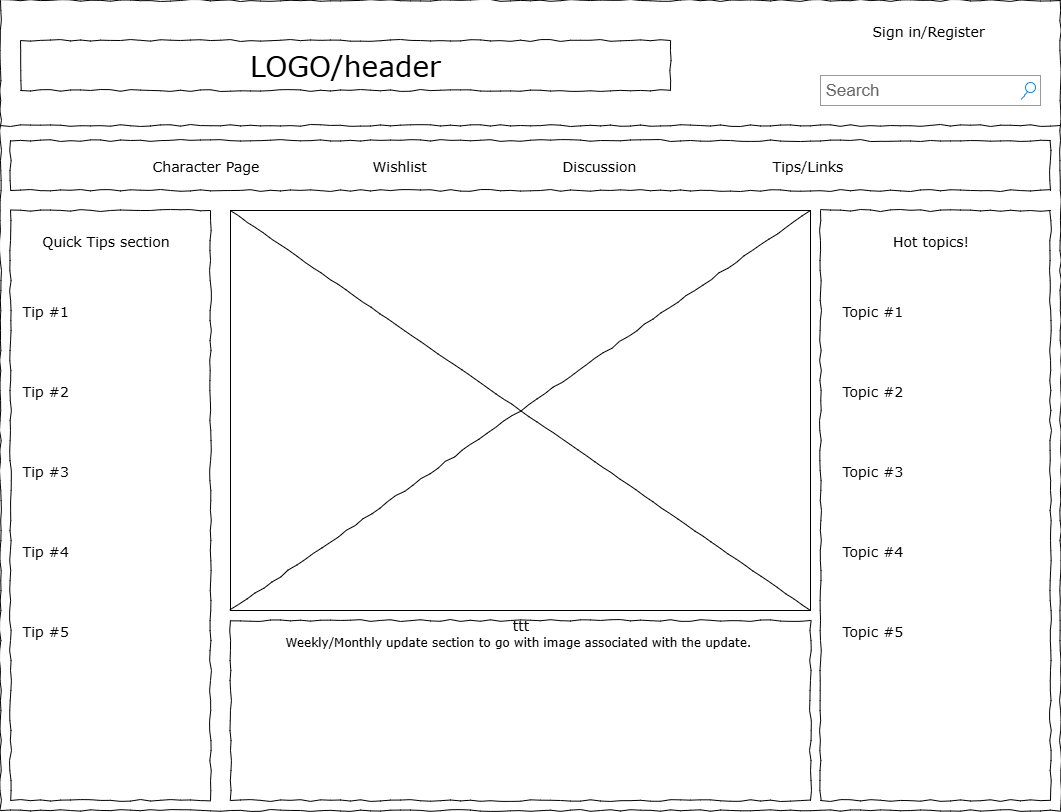 Sign in/Register
LOGO/header
Search
Character Page
Wishlist
Discussion
Tips/Links
Quick Tips section
Tip #1
Tip #2
Tip #3
Tip #4
Tip #5
ttt
Weekly/Monthly update section to go with image associated with the update.
Hot topics!
Topic #1
Topic #2
Topic #3
Topic #4
Topic #5